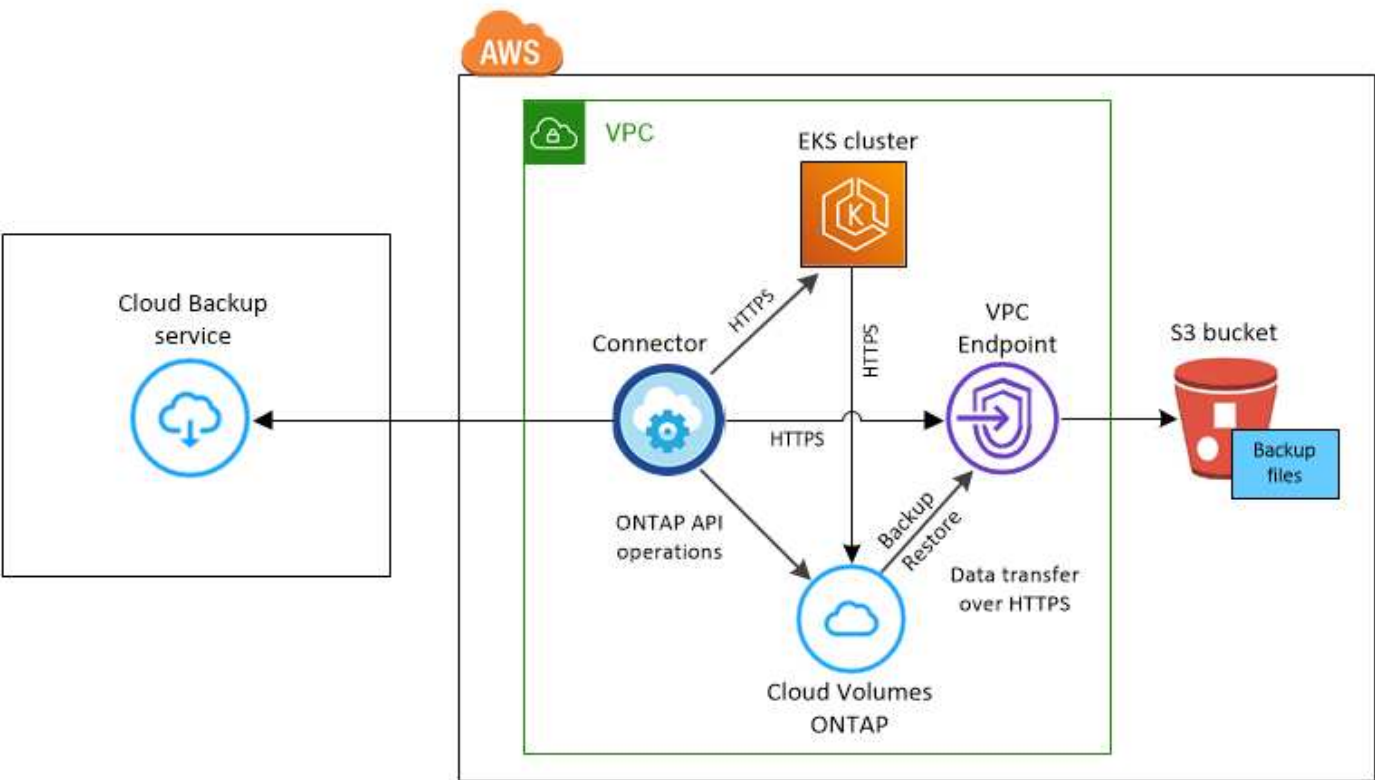 AWS
VPC
EKS cluster
Cloud Backup
service
Connector
HTTPS
HTTPS
VPC
Endpoint
S3 bucket
HTTPS
Backup
files
ONTAP API
operations
Backup
Restore
Data transfer
over HTTPS
Cloud Volumes
ONTAP
K